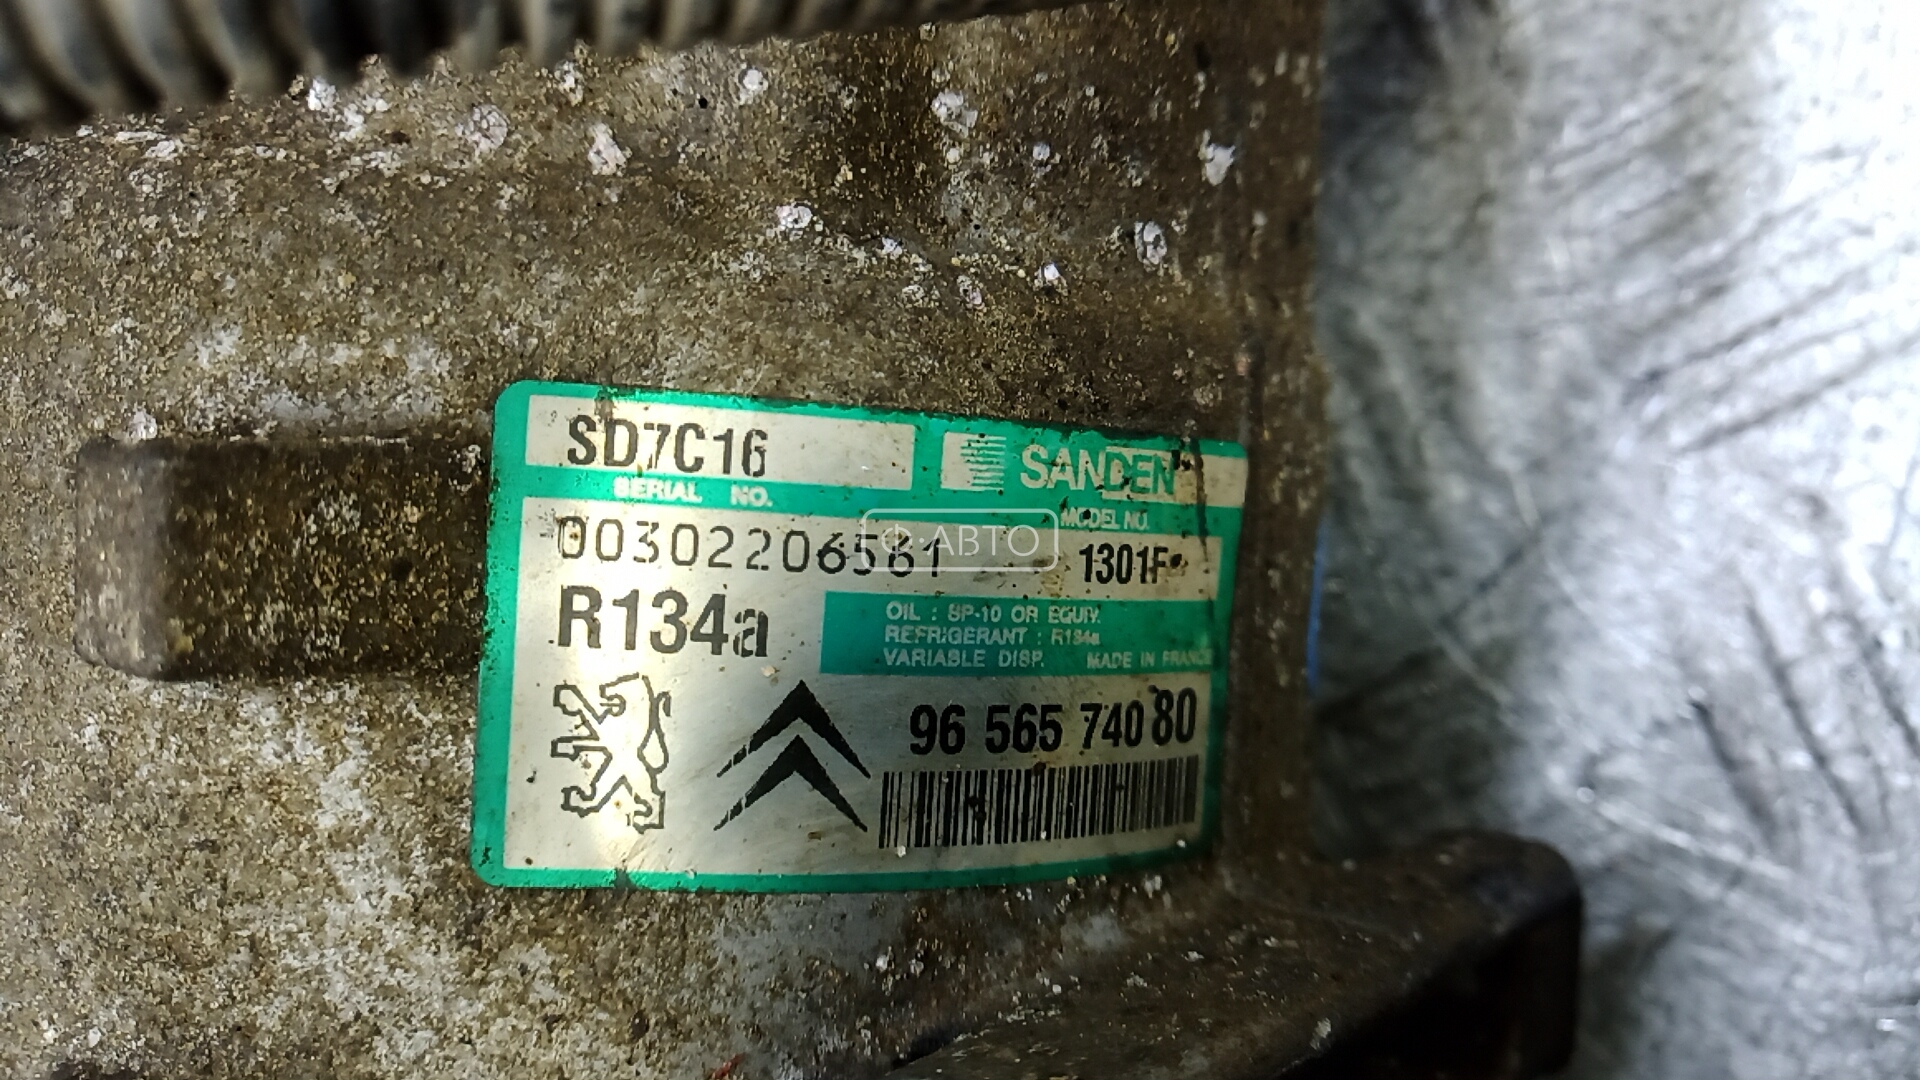 SD7C16
SANDEN
SERIAL NO.
MODEL NO.
00302206561
1301F
Ф·АВТО
R134a
OIL : SP-10 OR EQUIV.
REFRIGERANT : R134a
VARIABLE DISP. MADE IN FRANCE
96 565 740 80